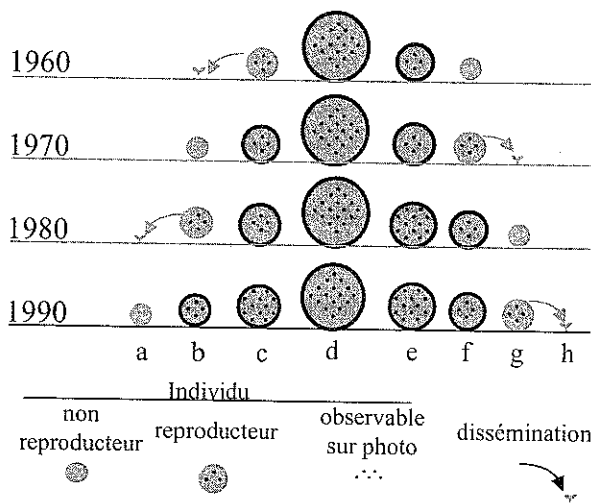 1960
1970
1980
1990
a b c d e f g h
Individu
non reproducteur
reproducteur
observable sur photo
dissémination